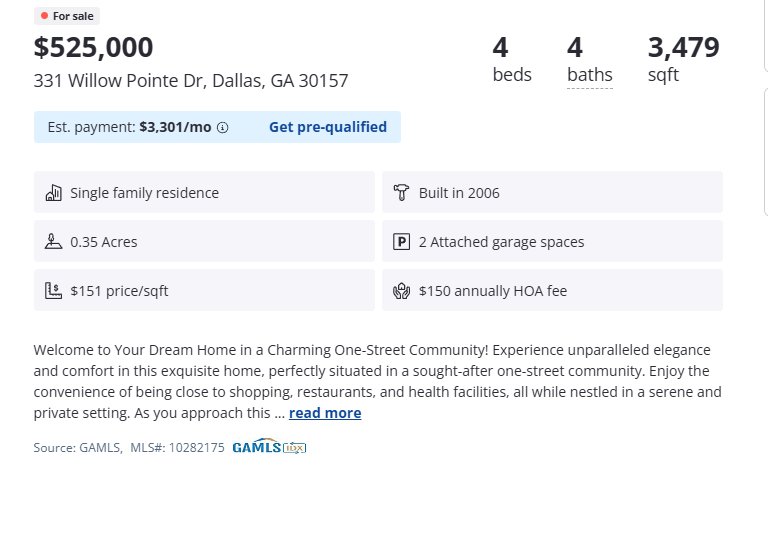 For sale
$525,000
331 Willow Pointe Dr, Dallas, GA 30157
4 beds
4 baths
3,479 sqft
Est. payment: $3,301/mo
Get pre-qualified
Single family residence
Built in 2006
0.35 Acres
P 2 Attached garage spaces
$151 price/sqft
$150 annually HOA fee
Welcome to Your Dream Home in a Charming One-Street Community! Experience unparalleled elegance
and comfort in this exquisite home, perfectly situated in a sought-after one-street community. Enjoy the
convenience of being close to shopping, restaurants, and health facilities, all while nestled in a serene and
private setting. As you approach this ... read more
Source: GAMLS, MLS#: 10282175 GAMLS IDX